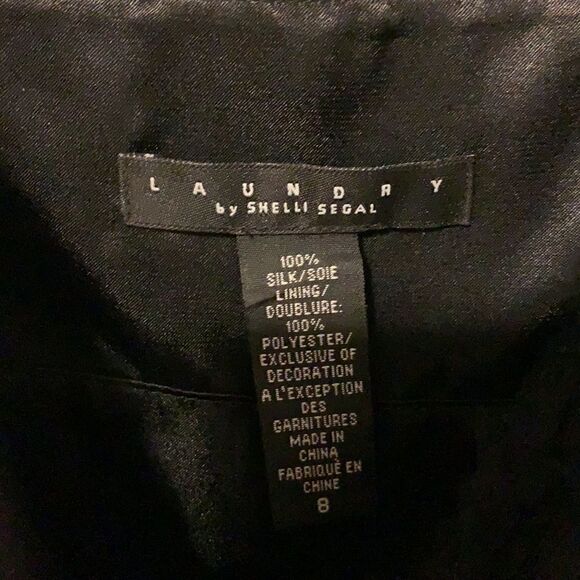 LAUNDRY
by SHELLI SEGAL
100%
SILK/SOIE
LINING/
DOUBLURE:
100%
POLYESTER/
EXCLUSIVE OF
DECORATION
A L'EXCEPTION
DES
GARNITURES
MADE IN
CHINA
FABRIQUÈ EN
CHINE
8